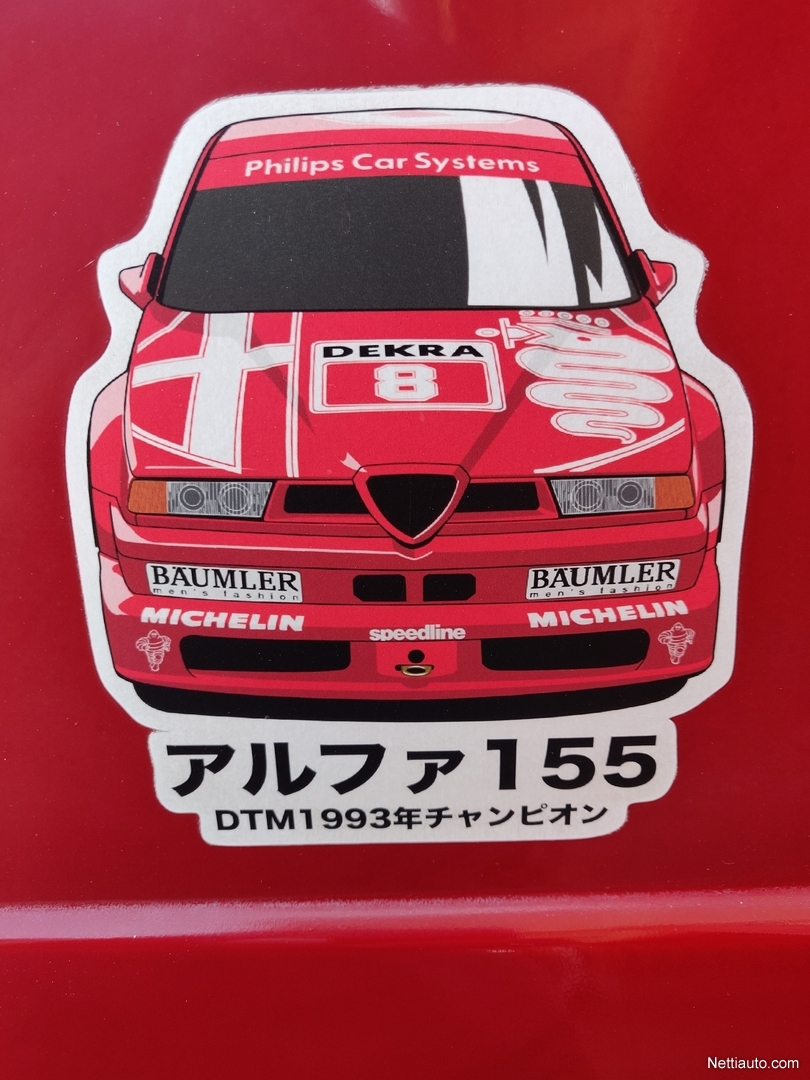 Philips Car Systems
DEKRA
8
BÄUMLER
men's fashion
BÄUMLER
men's fashion
MICHELIN
MICHELIN
speedline
アルファ155
DTM1993年チャンピオン
Nettiauto.com